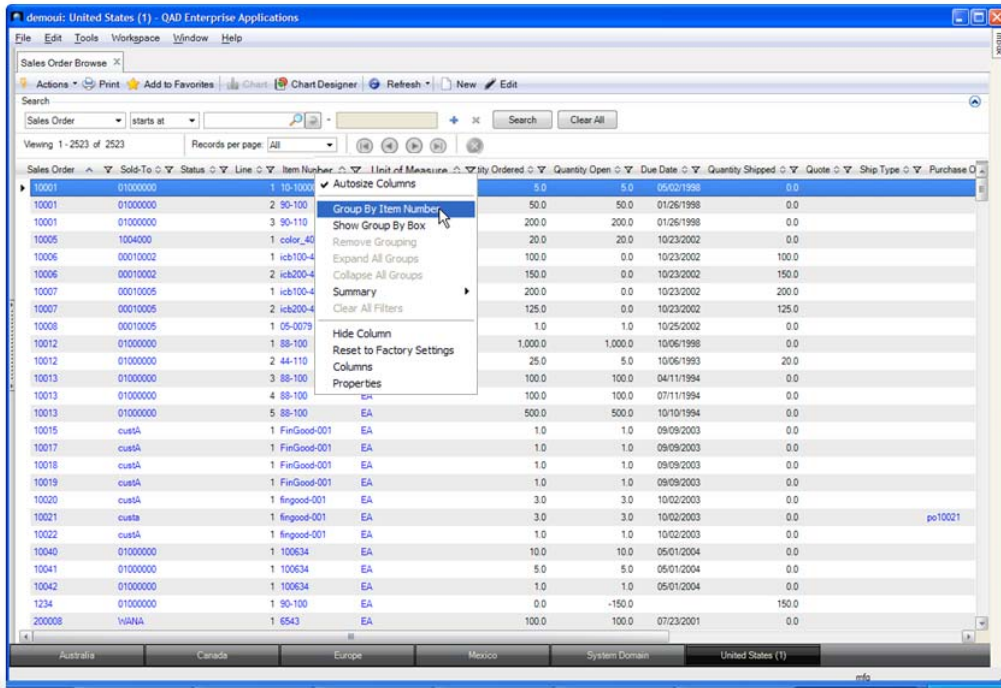 demoui: United States (1) - QAD Enterprise Applications
File Edit Tools Workspace Window Help
Sales Order Browse
Actions Print Add to Favorites Chart Chart Designer Refresh New Edit
Search
Sales Order starts at - Search Clear All
Viewing 1 - 2523 of 2523 Records per page: All
Sales Order Sold-To Status Line Item Number Unit of Measure tity Ordered Quantity Open Due Date Quantity Shipped Quote Ship Type Purchase O
10001 01000000 1 10-1000 5.0 5.0 05/02/1998 0.0
10001 01000000 2 90-100 50.0 50.0 01/26/1998 0.0
10001 01000000 3 90-110 200.0 200.0 01/26/1998 0.0
10005 1004000 1 color_40 20.0 20.0 10/23/2002 0.0
10006 00010002 1 icb100-4 100.0 0.0 10/23/2002 100.0
10006 00010002 2 icb200-4 150.0 0.0 10/23/2002 150.0
10007 00010005 1 icb100-4 200.0 0.0 10/23/2002 200.0
10007 00010005 2 icb200-4 125.0 0.0 10/23/2002 125.0
10008 00010005 1 05-0079 1.0 1.0 10/25/2002 0.0
10012 01000000 1 88-100 1,000.0 1,000.0 10/06/1998 0.0
10012 01000000 2 44-110 25.0 5.0 10/06/1993 20.0
10013 01000000 3 88-100 100.0 100.0 04/11/1994 0.0
10013 01000000 4 88-100 EA 100.0 100.0 07/11/1994 0.0
10013 01000000 5 88-100 EA 500.0 500.0 10/10/1994 0.0
10015 custA 1 FinGood-001 EA 1.0 1.0 09/09/2003 0.0
10017 custA 1 FinGood-001 EA 1.0 1.0 09/09/2003 0.0
10018 custA 1 FinGood-001 EA 1.0 1.0 09/09/2003 0.0
10019 custA 1 FinGood-001 EA 1.0 1.0 09/09/2003 0.0
10020 custA 1 fingood-001 EA 3.0 3.0 10/02/2003 0.0
10021 custa 1 fingood-001 EA 3.0 3.0 10/02/2003 0.0 po10021
10022 custA 1 fingood-001 EA 1.0 1.0 10/02/2003 0.0
10040 01000000 1 100634 EA 10.0 10.0 05/01/2004 0.0
10041 01000000 1 100634 EA 5.0 5.0 05/01/2004 0.0
10042 01000000 1 100634 EA 1.0 1.0 05/01/2004 0.0
1234 01000000 1 90-100 EA 0.0 -150.0 150.0
200008 WANA 1 6543 EA 100.0 100.0 07/23/2001 0.0
Autosize Columns
Group By Item Number
Show Group By Box
Remove Grouping
Expand All Groups
Collapse All Groups
Summary
Clear All Filters
Hide Column
Reset to Factory Settings
Columns
Properties
Australia Canada Europe Mexico System Domain United States (1)
mfg